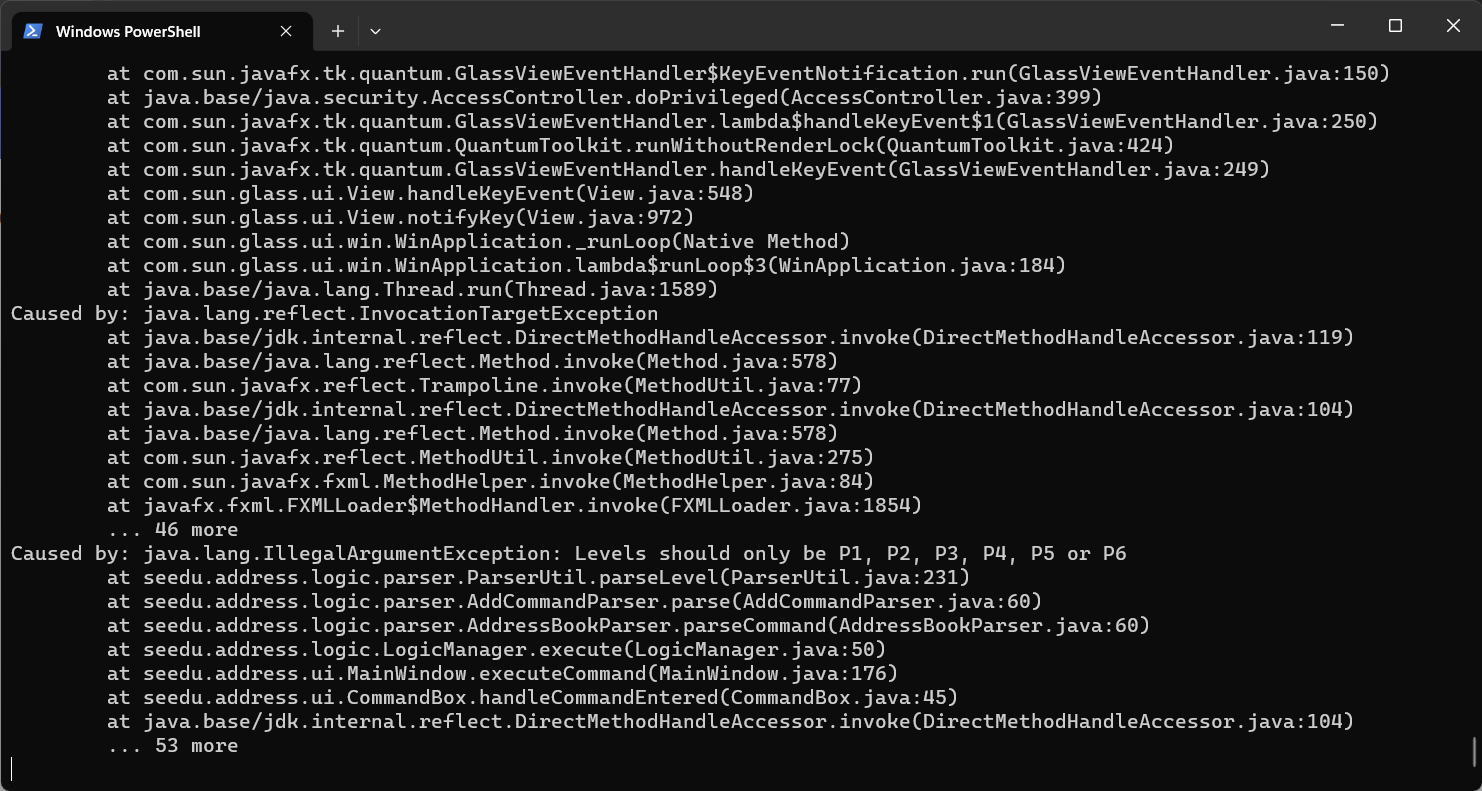 Windows PowerShell
at com.sun.javafx.tk.quantum.GlassViewEventHandler$KeyEventNotification.run(GlassViewEventHandler.java:150)
at java.base/java.security.AccessController.doPrivileged(AccessController.java:399)
at com.sun.javafx.tk.quantum.GlassViewEventHandler.lambda$handleKeyEvent$1(GlassViewEventHandler.java:250)
at com.sun.javafx.tk.quantum.QuantumToolkit.runWithoutRenderLock(QuantumToolkit.java:424)
at com.sun.javafx.tk.quantum.GlassViewEventHandler.handleKeyEvent(GlassViewEventHandler.java:249)
at com.sun.glass.ui.View.handleKeyEvent(View.java:548)
at com.sun.glass.ui.View.notifyKey(View.java:972)
at com.sun.glass.ui.win.WinApplication._runLoop(Native Method)
at com.sun.glass.ui.win.WinApplication.lambda$runLoop$3(WinApplication.java:184)
at java.base/java.lang.Thread.run(Thread.java:1589)
Caused by: java.lang.reflect.InvocationTargetException
at java.base/jdk.internal.reflect.DirectMethodHandleAccessor.invoke(DirectMethodHandleAccessor.java:119)
at java.base/java.lang.reflect.Method.invoke(Method.java:578)
at com.sun.javafx.reflect.Trampoline.invoke(MethodUtil.java:77)
at java.base/jdk.internal.reflect.DirectMethodHandleAccessor.invoke(DirectMethodHandleAccessor.java:104)
at java.base/java.lang.reflect.Method.invoke(Method.java:578)
at com.sun.javafx.reflect.MethodUtil.invoke(MethodUtil.java:275)
at com.sun.javafx.fxml.MethodHelper.invoke(MethodHelper.java:84)
at javafx.fxml.FXMLLoader$MethodHandler.invoke(FXMLLoader.java:1854)
... 46 more
Caused by: java.lang.IllegalArgumentException: Levels should only be P1, P2, P3, P4, P5 or P6
at seedu.address.logic.parser.ParserUtil.parseLevel(ParserUtil.java:231)
at seedu.address.logic.parser.AddCommandParser.parse(AddCommandParser.java:60)
at seedu.address.logic.parser.AddressBookParser.parseCommand(AddressBookParser.java:60)
at seedu.address.logic.LogicManager.execute(LogicManager.java:50)
at seedu.address.ui.MainWindow.executeCommand(MainWindow.java:176)
at seedu.address.ui.CommandBox.handleCommandEntered(CommandBox.java:45)
at java.base/jdk.internal.reflect.DirectMethodHandleAccessor.invoke(DirectMethodHandleAccessor.java:104)
... 53 more